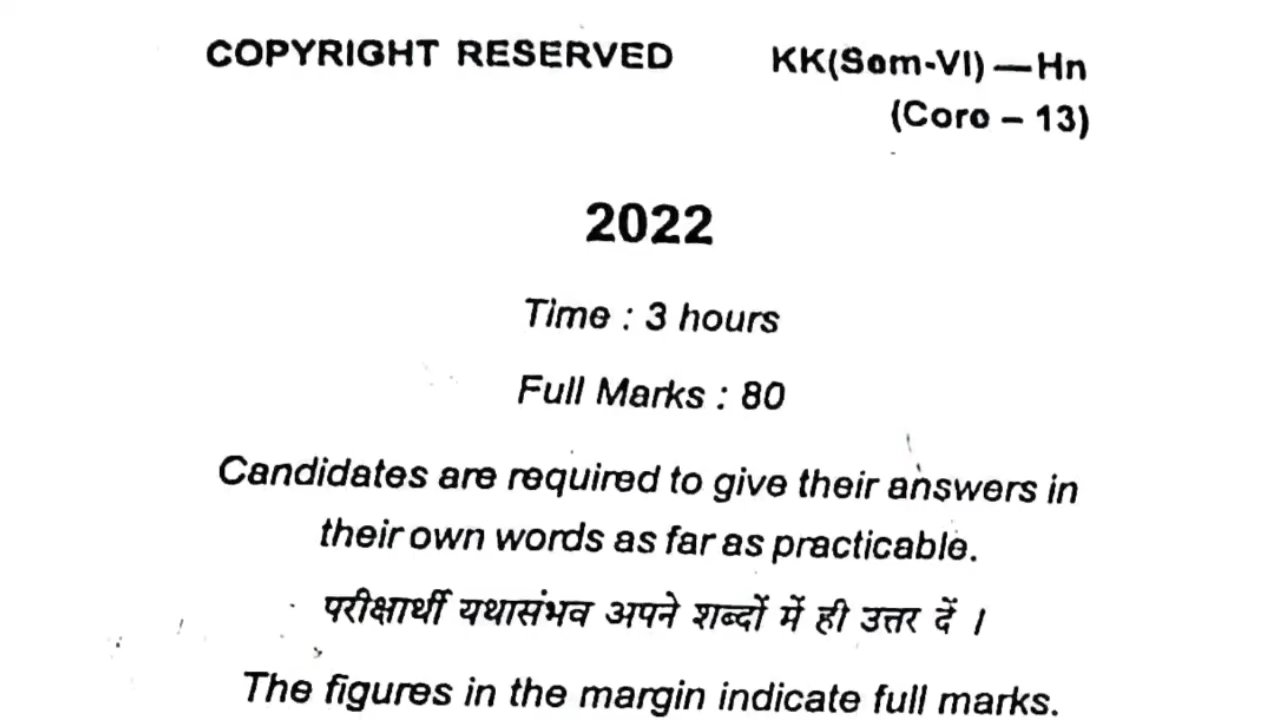 COPYRIGHT RESERVED KK(Sem-VI) — Hn
(Core – 13)
2022
Time : 3 hours
Full Marks : 80
Candidates are required to give their answers in
their own words as far as practicable.
परीक्षार्थी यथासंभव अपने शब्दों में ही उत्तर दें ।
The figures in the margin indicate full marks.